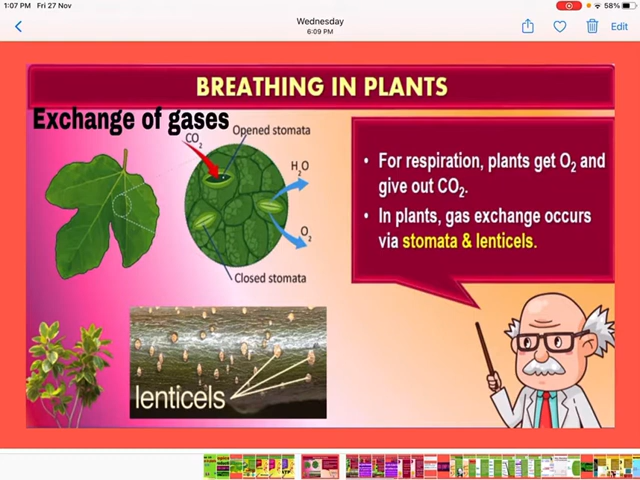 1:07 PM Fri 27 Nov
58%
Wednesday
6:09 PM
Edit
BREATHING IN PLANTS
Exchange of gases
CO₂
Opened stomata
H₂O
O₂
Closed stomata
• For respiration, plants get O₂ and
give out CO₂.
• In plants, gas exchange occurs
via stomata & lenticels.
lenticels